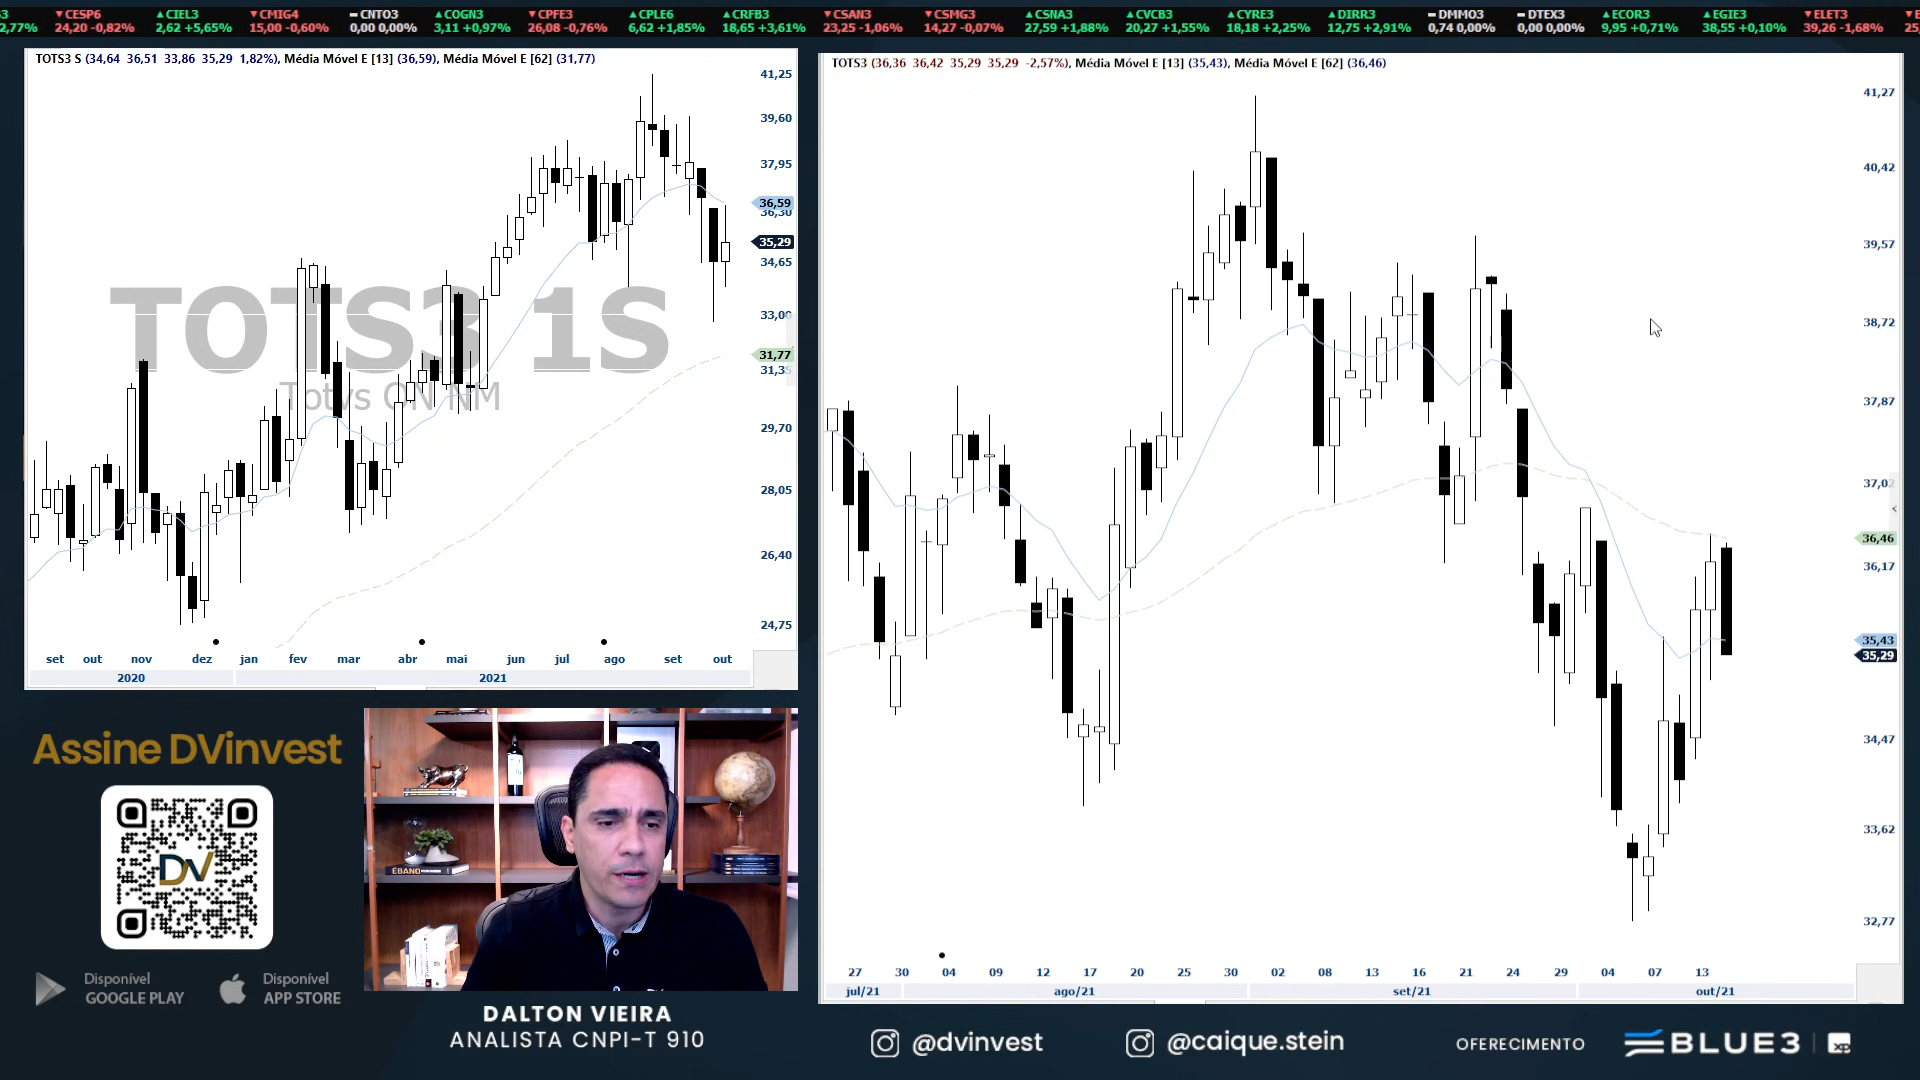 ▼CESP6 ▲CIEL3 ▼CMIG4 CNTO3 ▲COGN3 ▼CPFE3 ▲CPLE6 ▲CRFB3 ▼CSAN3 ▼CSMG3 ▲CSNA3 ▲CVCB3 ▲CYRE3 ▲DIRR3 DMMO3 DTEX3 ▲ECOR3 ▲EGIE3 ▼ELET3
2,77% 24,20 -0,82% 2,62 +5,65% 15,00 -0,60% 0,00 0,00% 3,11 +0,97% 26,08 -0,76% 6,62 +1,85% 18,65 +3,61% 23,25 -1,06% 14,27 -0,07% 27,59 +1,88% 20,27 +1,55% 18,18 +2,25% 12,75 +2,91% 0,74 0,00% 0,00 0,00% 9,95 +0,71% 38,55 +0,10% 39,26 -1,68%
TOTS3 S (34,64 36,51 33,86 35,29 1,82%), Média Móvel E [13] (36,59), Média Móvel E [62] (31,77)
41,25
39,60
37,95
36,59
36,30
35,29
34,65
33,00
31,77
29,70
28,05
26,40
24,75
TOTS3 1S
Totvs ON NM
set out nov dez jan fev mar abr mai jun jul ago set out
2020 2021
TOTS3 (36,36 36,42 35,29 35,29 -2,57%), Média Móvel E [13] (35,43), Média Móvel E [62] (36,46)
41,27
40,42
39,57
38,72
37,87
37,02
36,46
36,17
35,43
35,29
34,47
33,62
32,77
27 30 04 09 12 17 20 25 30 02 08 13 16 21 24 29 04 07 13
jul/21 ago/21 set/21 out/21
Assine DVinvest
DV
Disponível
GOOGLE PLAY
Disponível
APP STORE
ÉBANO
DALTON VIEIRA
ANALISTA CNPI-T 910
@dvinvest
@caique.stein
OFERECIMENTO
BLUE3
xp